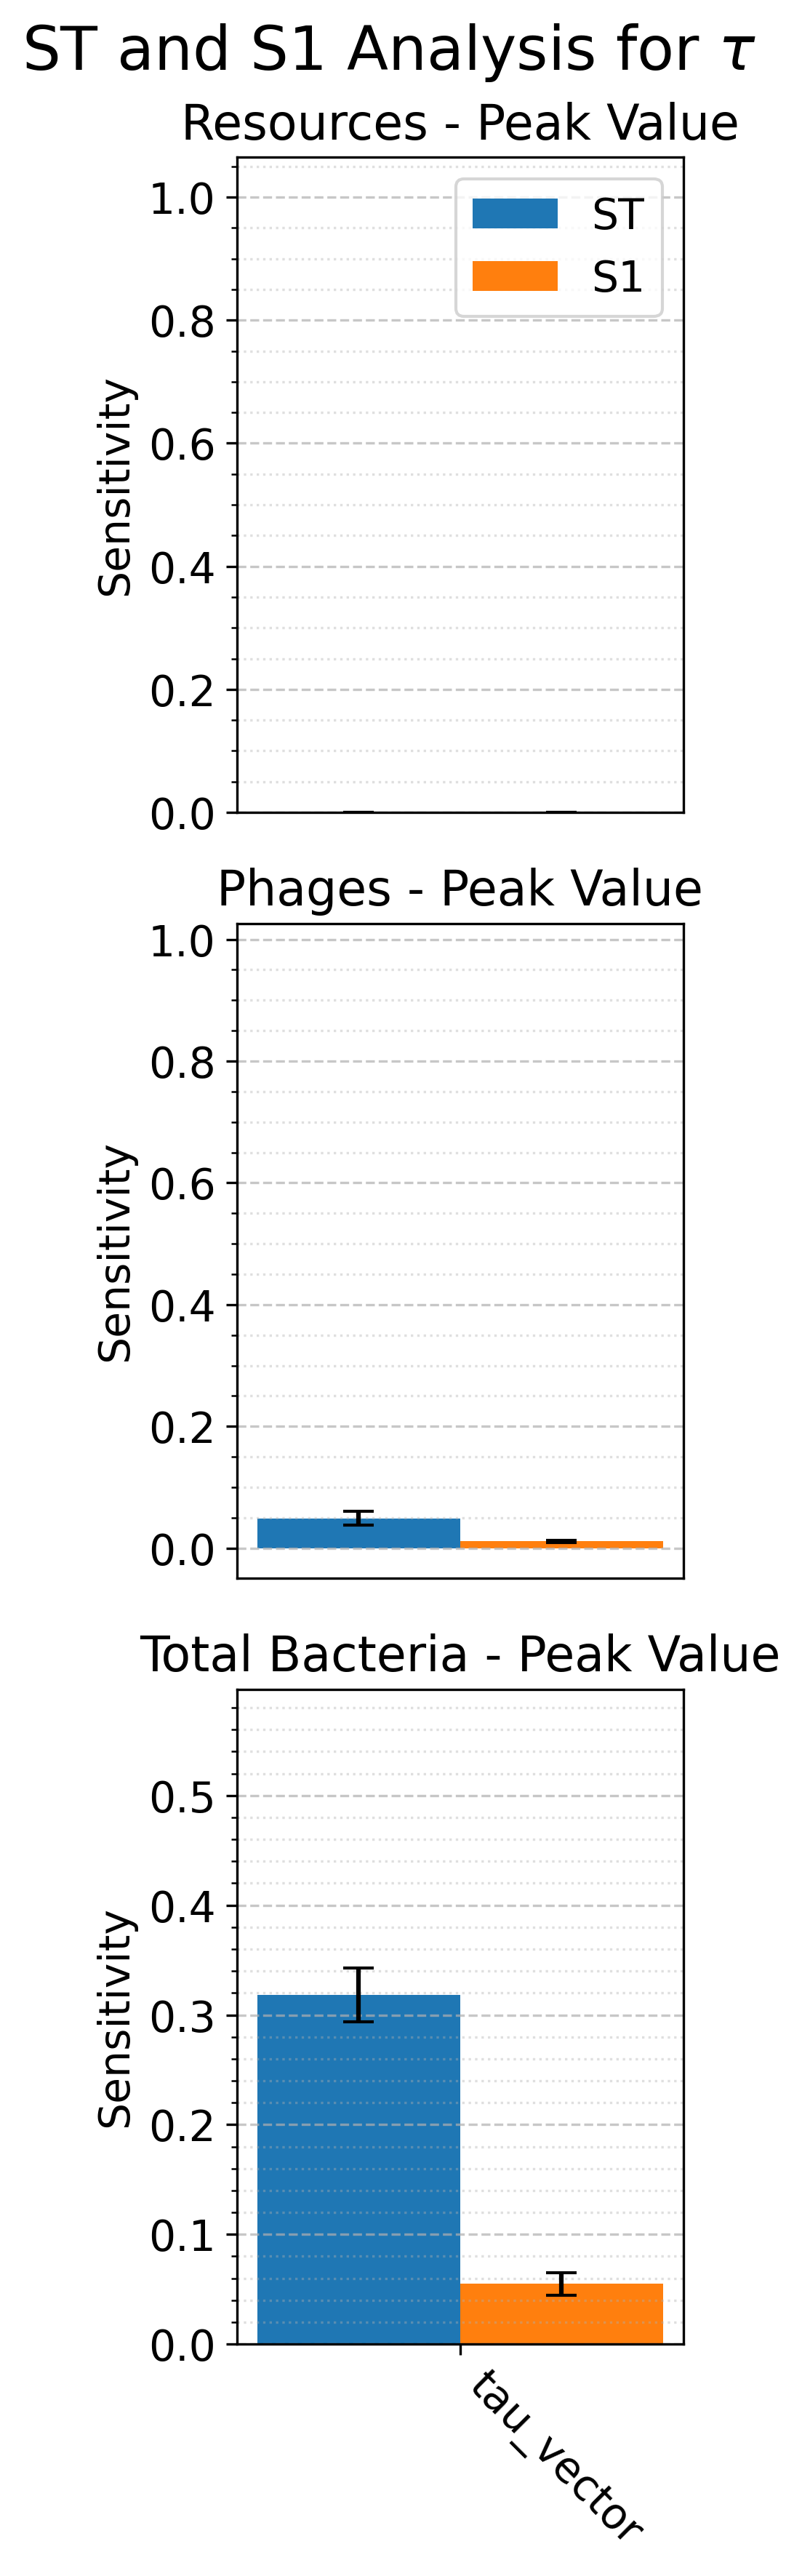 ST and S1 Analysis for τ
Resources - Peak Value
1.0
0.8
0.6
0.4
0.2
0.0
Sensitivity
ST
S1
Phages - Peak Value
1.0
0.8
0.6
0.4
0.2
0.0
Sensitivity
Total Bacteria - Peak Value
0.5
0.4
0.3
0.2
0.1
0.0
Sensitivity
tau_vector